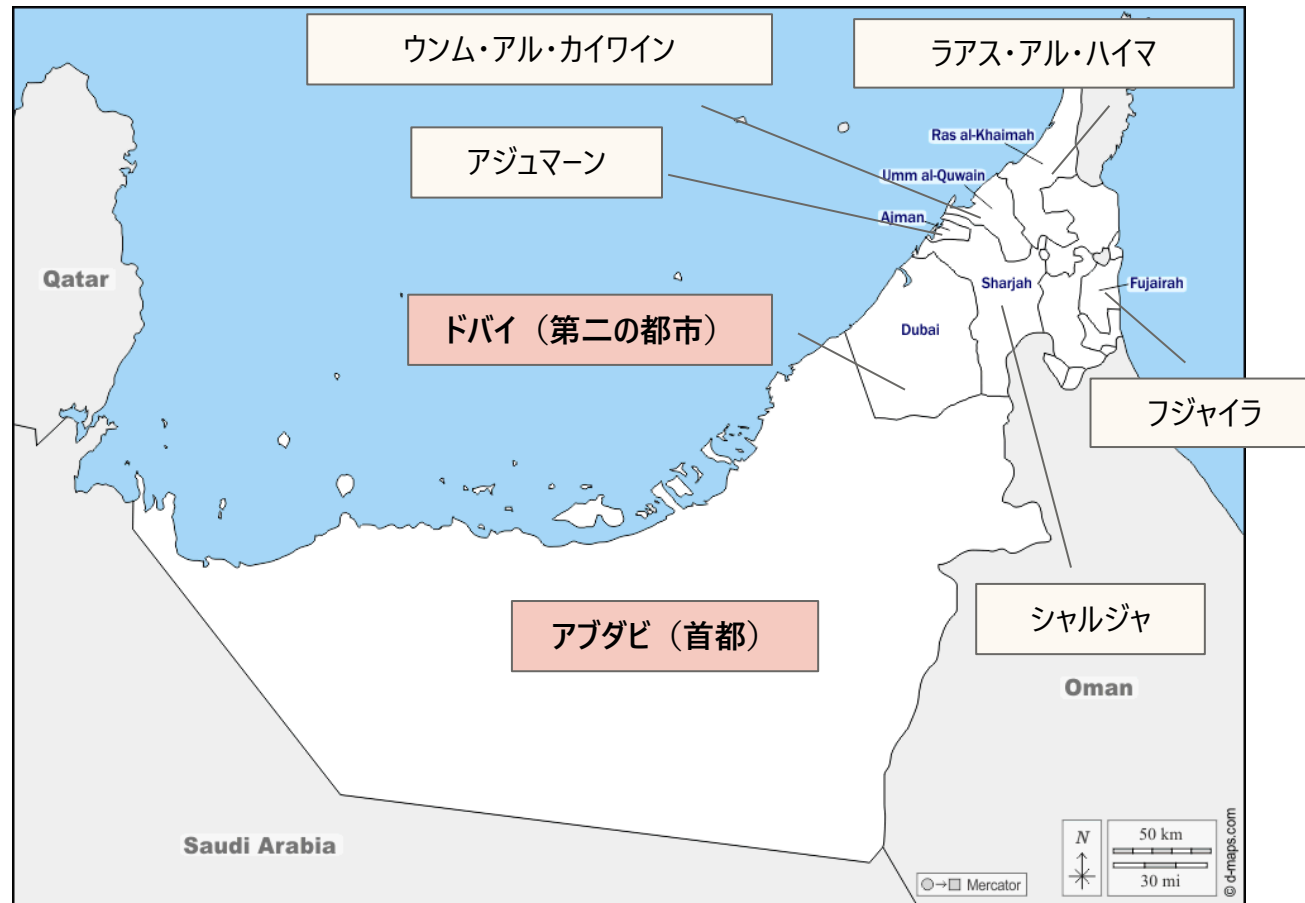 ウンム・アル・カイワイン
ラアス・アル・ハイマ
アジュマーン
Ras al-Khaimah
Umm al-Quwain
Ajman
Qatar
Sharjah
Fujairah
ドバイ（第二の都市）
Dubai
フジャイラ
アブダビ（首都）
シャルジャ
Oman
Saudi Arabia
N
50 km
30 mi
Mercator
© d-maps.com